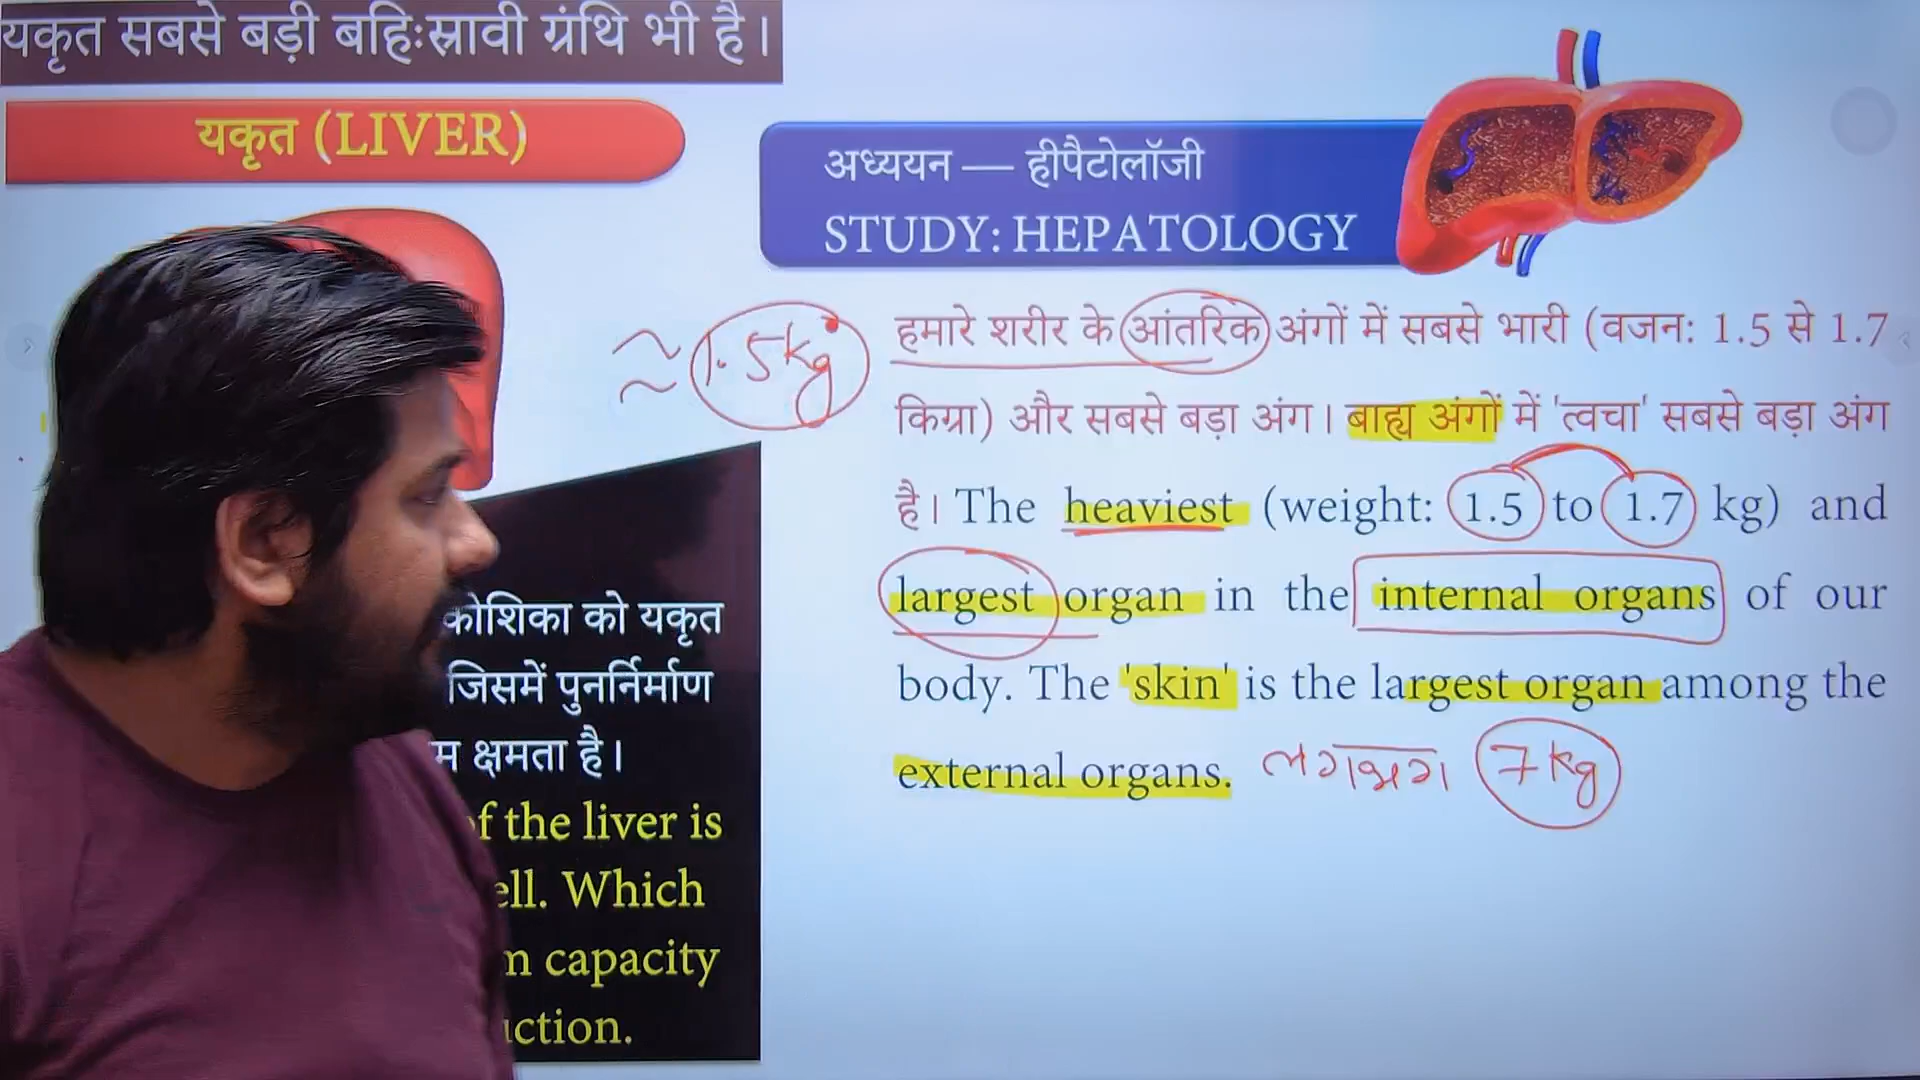 यकृत सबसे बड़ी बहिःस्रावी ग्रंथि भी है।
यकृत (LIVER)
अध्ययन — हीपैटोलॉजी
STUDY: HEPATOLOGY
≈ 1.5kg
हमारे शरीर के आंतरिक अंगों में सबसे भारी (वजन: 1.5 से 1.7
किग्रा) और सबसे बड़ा अंग। बाह्य अंगों में 'त्वचा' सबसे बड़ा अंग
है। The heaviest (weight: 1.5 to 1.7 kg) and
largest organ in the internal organs of our
body. The 'skin' is the largest organ among the
external organs. लगभग 7kg
कोशिका को यकृत
जिसमें पुनर्निर्माण
क्षमता है।
of the liver is
Which
capacity